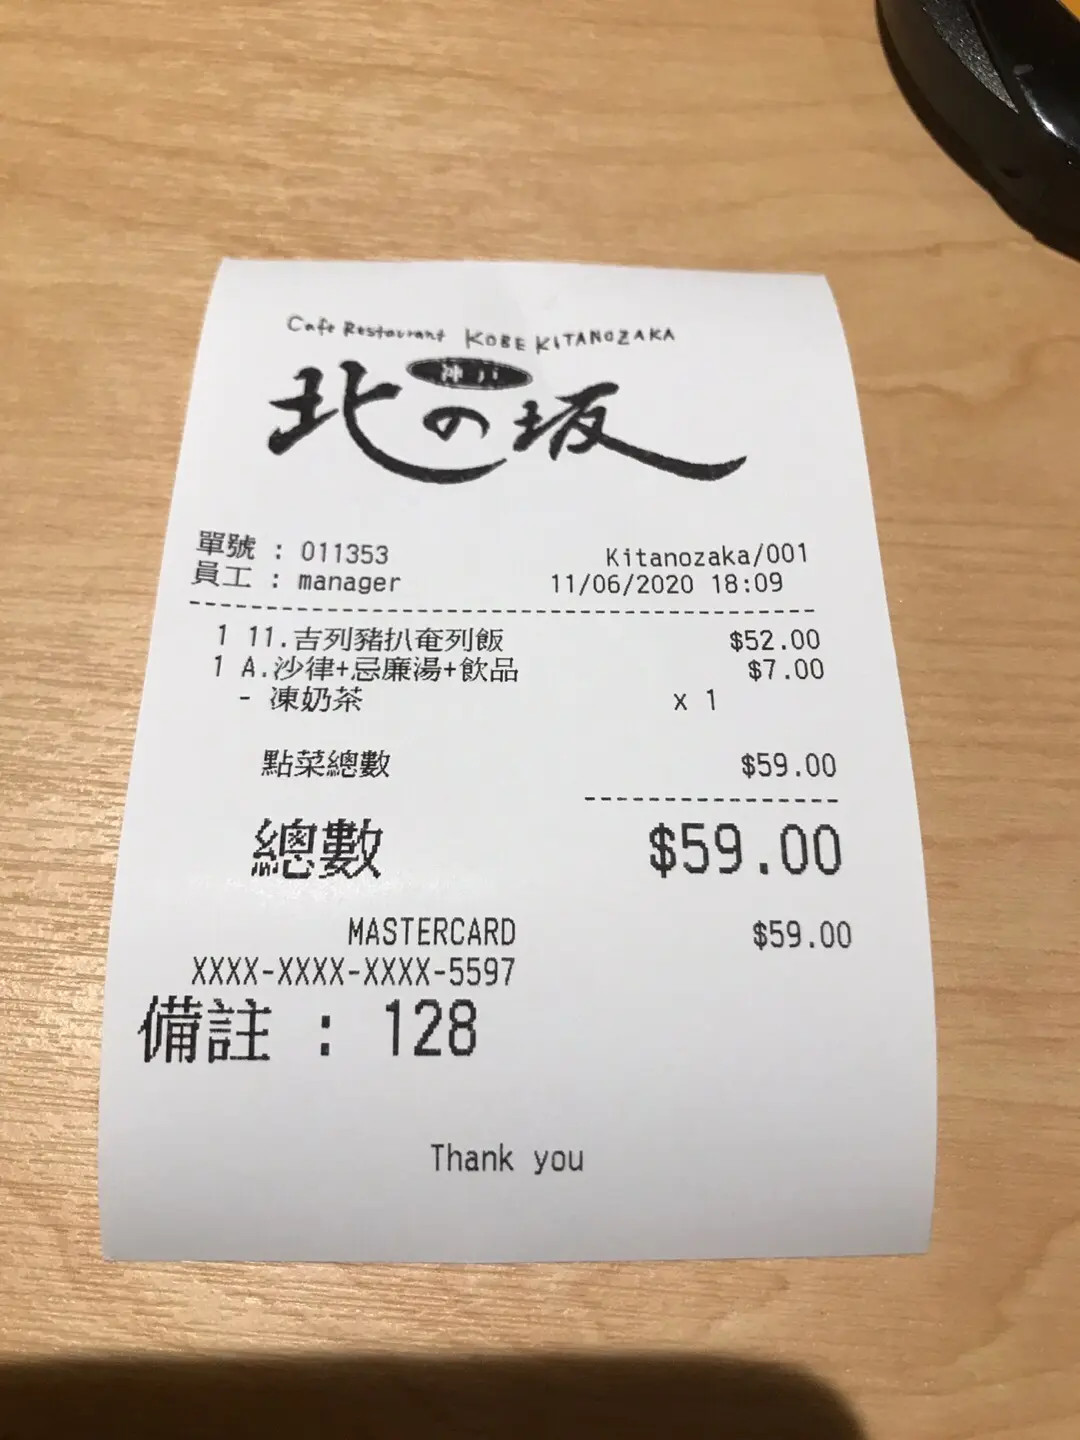 Cafe Restaurant KOBE KITANOZAKA
神戸
北の坂
單號 : 011353 Kitanozaka/001
員工 : manager 11/06/2020 18:09
1 11.吉列豬扒奄列飯 $52.00
1 A.沙律+忌廉湯+飲品 $7.00
- 凍奶茶 x 1
點菜總數 $59.00
總數 $59.00
MASTERCARD $59.00
XXXX-XXXX-XXXX-5597
備註 : 128
Thank you